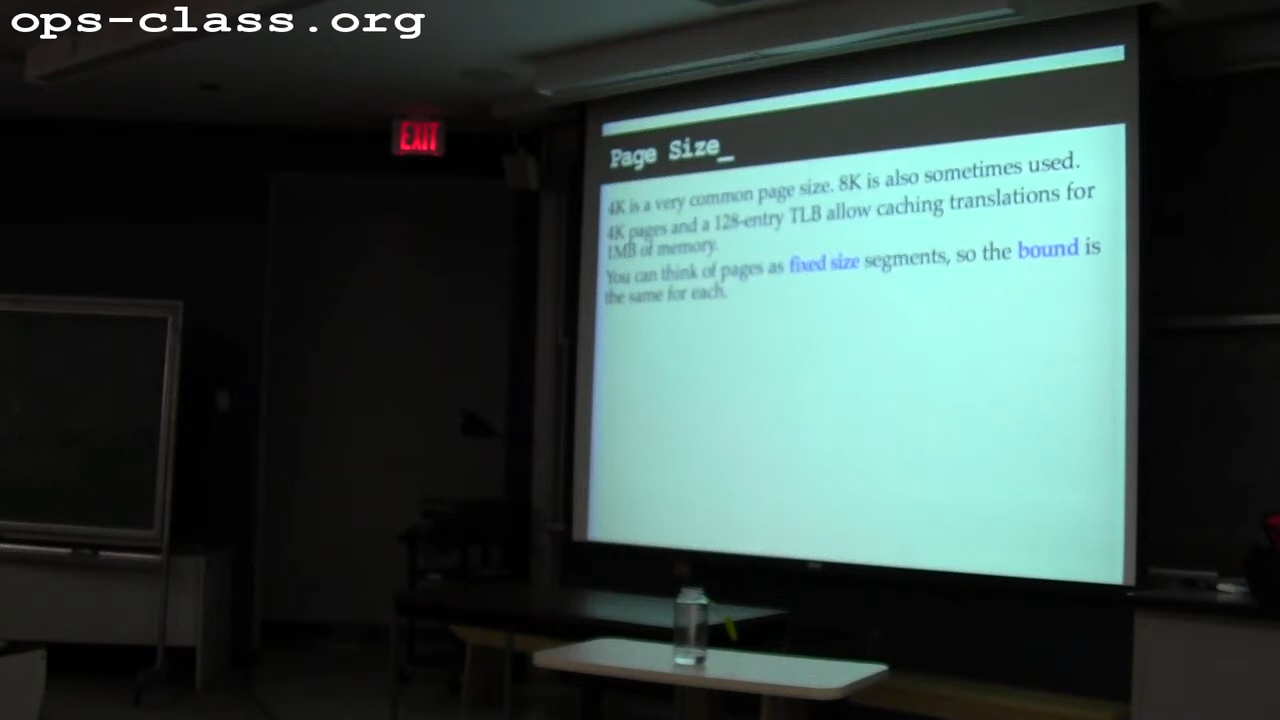 ops-class.org
EXIT
Page Size_
4K is a very common page size. 8K is also sometimes used.
4K pages and a 128-entry TLB allow caching translations for
1MB of memory.
You can think of pages as fixed size segments, so the bound is
the same for each.